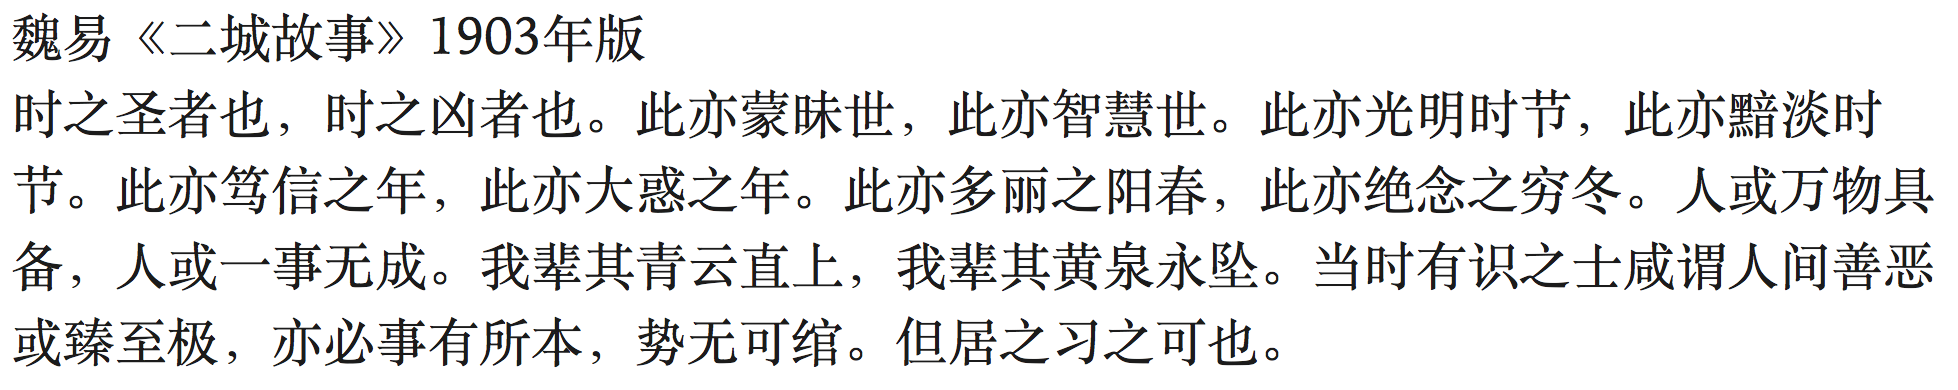 魏易《二城故事》1903年版
时之圣者也，时之凶者也。此亦蒙昧世，此亦智慧世。此亦光明时节，此亦黯淡时
节。此亦笃信之年，此亦大惑之年。此亦多丽之阳春，此亦绝念之穷冬。人或万物具
备，人或一事无成。我辈其青云直上，我辈其黄泉永坠。当时有识之士咸谓人间善恶
或臻至极，亦必事有所本，势无可绾。但居之习之可也。